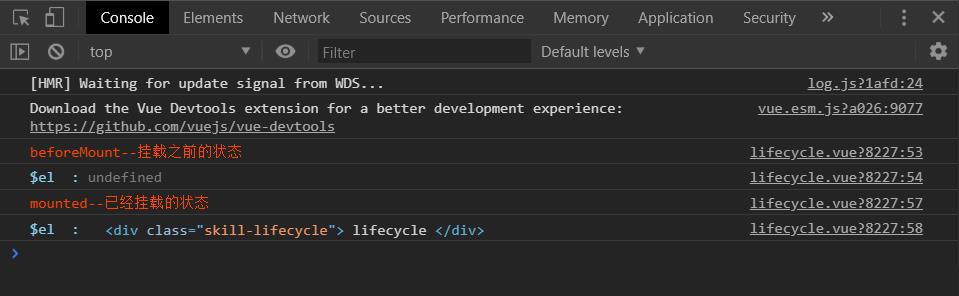 Console Elements Network Sources Performance Memory Application Security »
top Filter Default levels
[HMR] Waiting for update signal from WDS... log.js?1afd:24
Download the Vue Devtools extension for a better development experience: vue.esm.js?a026:9077
https://github.com/vuejs/vue-devtools
beforeMount--挂载之前的状态 lifecycle.vue?8227:53
$el : undefined lifecycle.vue?8227:54
mounted--已经挂载的状态 lifecycle.vue?8227:57
$el : <div class="skill-lifecycle"> lifecycle </div> lifecycle.vue?8227:58